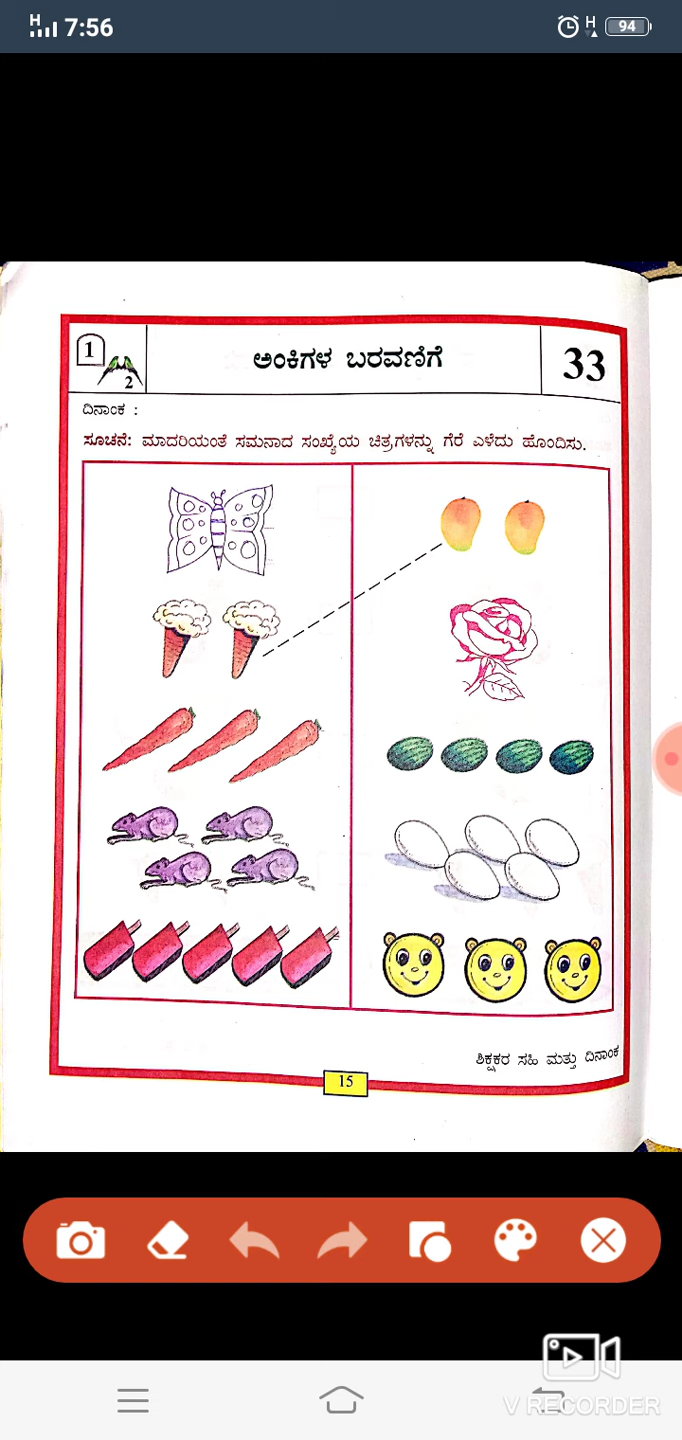 H 7:56 H 94
1 2 ಅಂಕಿಗಳ ಬರವಣಿಗೆ 33
ದಿನಾಂಕ :
ಸೂಚನೆ: ಮಾದರಿಯಂತೆ ಸಮನಾದ ಸಂಖ್ಯೆಯ ಚಿತ್ರಗಳನ್ನು ಗೆರೆ ಎಳೆದು ಹೊಂದಿಸು.
ಶಿಕ್ಷಕರ ಸಹಿ ಮತ್ತು ದಿನಾಂಕ
15
V RECORDER